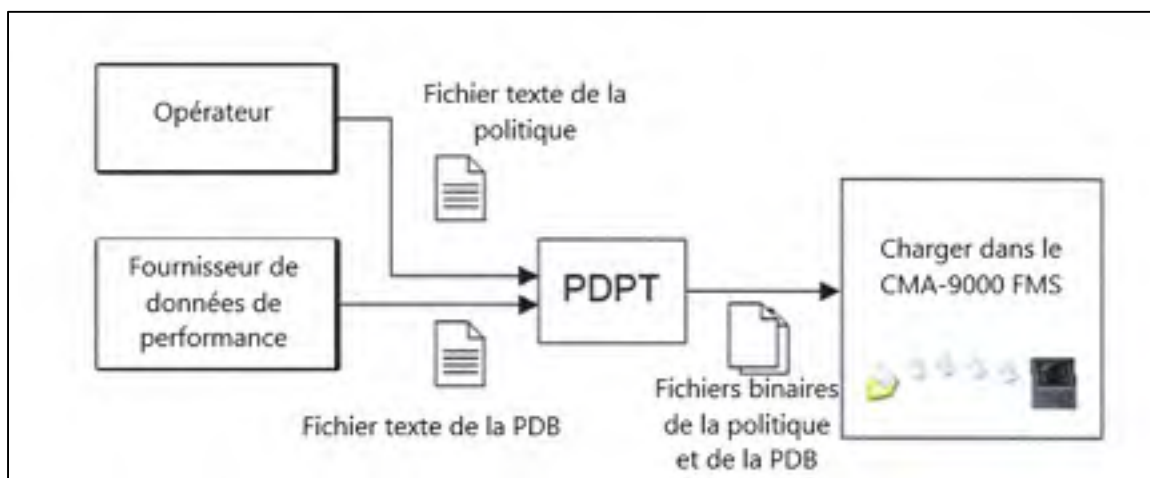 Opérateur
Fichier texte de la
politique
Fournisseur de
données de
performance
Fichier texte de la PDB
PDPT
Fichiers binaires
de la politique
et de la PDB
Charger dans le
CMA-9000 FMS